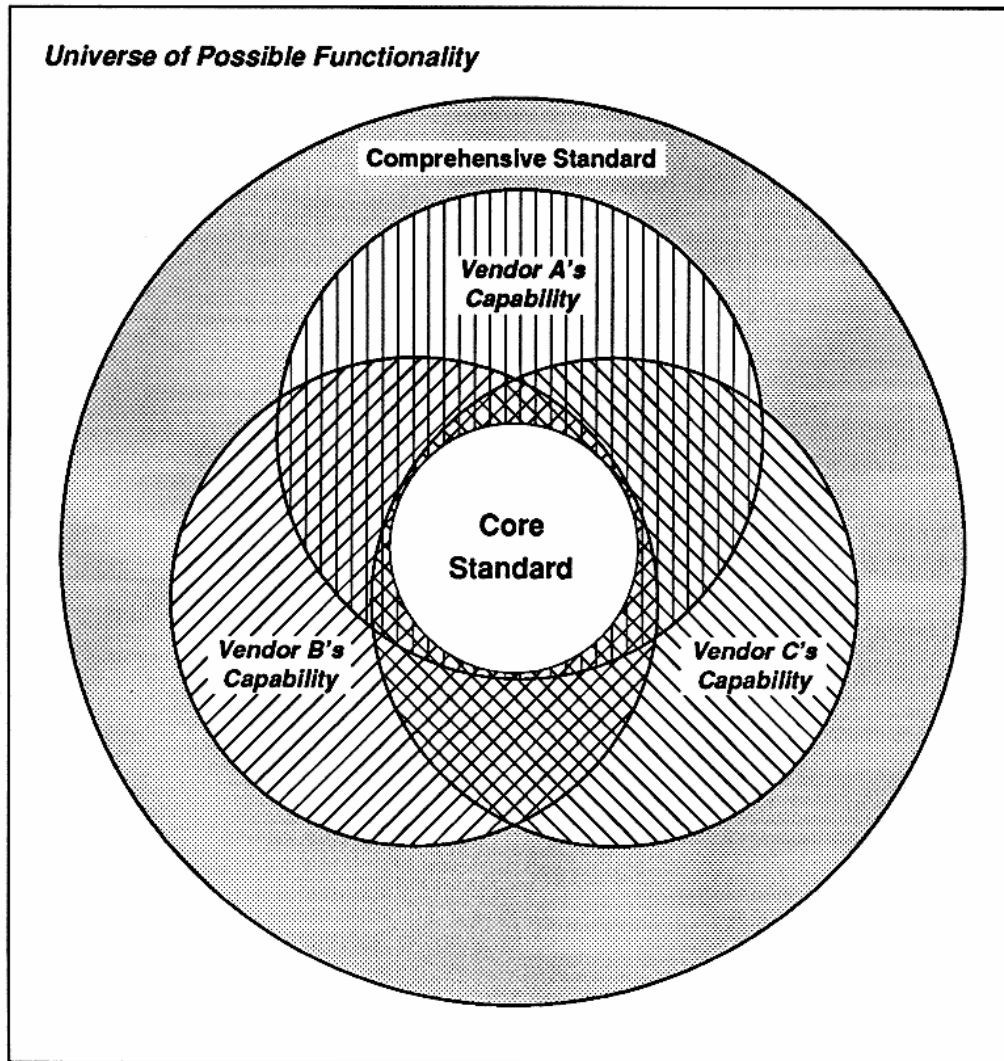 Universe of Possible Functionality
Comprehensive Standard
Vendor A's
Capability
Core
Standard
Vendor B's
Capability
Vendor C's
Capability